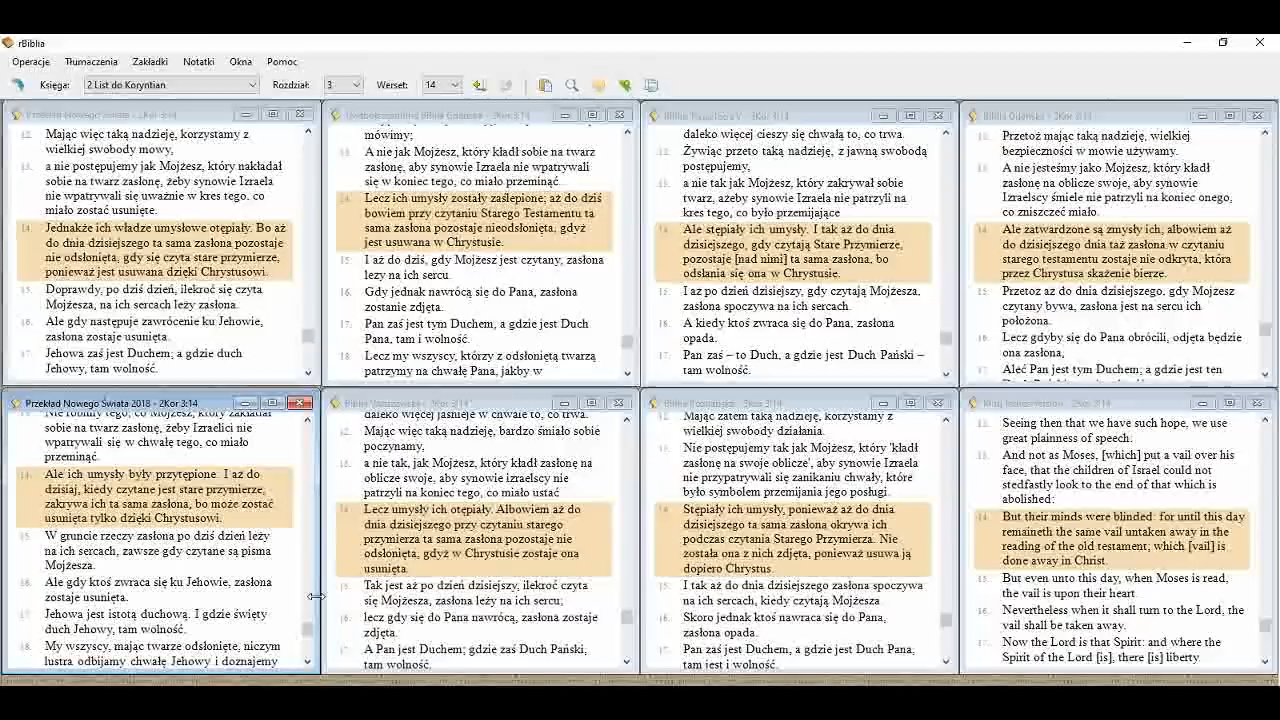 rBiblia
Operacje Tłumaczenia Zakładki Notatki Okna Pomoc
Księga: 2 List do Koryntian Rozdział: 3 Werset: 14
12. Mając więc taką nadzieję, korzystamy z
wielkiej swobody mowy,
13. a nie postępujemy jak Mojżesz, który nakładał
sobie na twarz zasłonę, żeby synowie Izraela
nie wpatrywali się uważnie w kres tego, co
miało zostać usunięte.
14. Jednakże ich władze umysłowe otępiały. Bo aż
do dnia dzisiejszego ta sama zasłona pozostaje
nie odsłonięta, gdy się czyta stare przymierze,
ponieważ jest usuwana dzięki Chrystusowi.
15. Doprawdy, po dziś dzień, ilekroć się czyta
Mojżesza, na ich sercach leży zasłona.
16. Ale gdy następuje zawrócenie ku Jehowie,
zasłona zostaje usunięta.
17. Jehowa zaś jest Duchem; a gdzie duch
Jehowy, tam wolność.
mówimy;
13. A nie jak Mojżesz, który kładł sobie na twarz
zasłonę, aby synowie Izraela nie wpatrywali
się w koniec tego, co miało przeminąć.
14. Lecz ich umysły zostały zaślepione; aż do dziś
bowiem przy czytaniu Starego Testamentu ta
sama zasłona pozostaje nieodsłonięta, gdyż
jest usuwana w Chrystusie.
15. I aż do dziś, gdy Mojżesz jest czytany, zasłona
leży na ich sercu.
16. Gdy jednak nawrócą się do Pana, zasłona
zostanie zdjęta.
17. Pan zaś jest tym Duchem, a gdzie jest Duch
Pana, tam i wolność.
18. Lecz my wszyscy, którzy z odsłoniętą twarzą
patrzymy na chwałę Pana, jakby w
daleko więcej cieszy się chwałą to, co trwa.
12. Żywiąc przeto taką nadzieję, z jawną swobodą
postępujemy,
13. a nie tak jak Mojżesz, który zakrywał sobie
twarz, ażeby synowie Izraela nie patrzyli na
kres tego, co było przemijające
14. Ale stępiały ich umysły. I tak aż do dnia
dzisiejszego, gdy czytają Stare Przymierze,
pozostaje [nad nimi] ta sama zasłona, bo
odsłania się ona w Chrystusie.
15. I aż po dzień dzisiejszy, gdy czytają Mojżesza,
zasłona spoczywa na ich sercach.
16. A kiedy ktoś zwraca się do Pana, zasłona
opada.
17. Pan zaś – to Duch, a gdzie jest Duch Pański –
tam wolność.
12. Przetoż mając taką nadzieję, wielkiej
bezpieczności w mowie używamy.
13. A nie jesteśmy jako Mojżesz, który kładł
zasłonę na oblicze swoje, aby synowie
Izraelscy śmiele nie patrzyli na koniec onego,
co zniszczeć miało.
14. Ale zatwardzone są zmysły ich, albowiem aż
do dzisiejszego dnia taż zasłona w czytaniu
starego testamentu zostaje nie odkryta, która
przez Chrystusa skażenie bierze.
15. Przetoż aż do dnia dzisiejszego, gdy Mojżesz
czytany bywa, zasłona jest na sercu ich
położona.
16. Lecz gdyby się do Pana obrócili, odjęta będzie
ona zasłona,
17. Aleć Pan jest tym Duchem; a gdzie jest ten
Przekład Nowego Świata 2018 - 2Kor 3:14
sobie na twarz zasłonę, żeby Izraelici nie
wpatrywali się w chwałę tego, co miało
przeminąć.
14. Ale ich umysły były przytępione. I aż do
dzisiaj, kiedy czytane jest stare przymierze,
zakrywa ich ta sama zasłona, bo może zostać
usunięta tylko dzięki Chrystusowi.
15. W gruncie rzeczy zasłona po dziś dzień leży
na ich sercach, zawsze gdy czytane są pisma
Mojżesza.
16. Ale gdy ktoś zwraca się ku Jehowie, zasłona
zostaje usunięta.
17. Jehowa jest istotą duchową. I gdzie święty
duch Jehowy, tam wolność.
18. My wszyscy, mając twarze odsłonięte, niczym
lustra odbijamy chwałę Jehowy i doznajemy
daleko więcej jaśnieje w chwale to, co trwa.
12. Mając więc taką nadzieję, bardzo śmiało sobie
poczynamy,
13. a nie tak, jak Mojżesz, który kładł zasłonę na
oblicze swoje, aby synowie izraelscy nie
patrzyli na koniec tego, co miało ustać
14. Lecz umysły ich otępiały. Albowiem aż do
dnia dzisiejszego przy czytaniu starego
przymierza ta sama zasłona pozostaje nie
odsłonięta, gdyż w Chrystusie zostaje ona
usunięta.
15. Tak jest aż po dzień dzisiejszy, ilekroć czyta
się Mojżesza, zasłona leży na ich sercu;
16. lecz gdy się do Pana nawrócą, zasłona zostaje
zdjęta.
17. A Pan jest Duchem; gdzie zaś Duch Pański,
tam wolność.
12. Mając zatem taką nadzieję, korzystamy z
wielkiej swobody działania.
13. Nie postępujemy tak jak Mojżesz, który 'kładł
zasłonę na swoje oblicze', aby synowie Izraela
nie przypatrywali się zanikaniu chwały, które
było symbolem przemijania jego posługi.
14. Stępiały ich umysły, ponieważ aż do dnia
dzisiejszego ta sama zasłona okrywa ich
podczas czytania Starego Przymierza. Nie
została ona z nich zdjęta, ponieważ usuwa ją
dopiero Chrystus.
15. I tak aż do dnia dzisiejszego zasłona spoczywa
na ich sercach, kiedy czytają Mojżesza
16. Skoro jednak ktoś nawraca się do Pana,
zasłona opada.
17. Pan zaś jest Duchem, a gdzie jest Duch Pana,
tam jest i wolność.
12. Seeing then that we have such hope, we use
great plainness of speech:
13. And not as Moses, [which] put a vail over his
face, that the children of Israel could not
stedfastly look to the end of that which is
abolished:
14. But their minds were blinded: for until this day
remaineth the same vail untaken away in the
reading of the old testament; which [vail] is
done away in Christ.
15. But even unto this day, when Moses is read,
the vail is upon their heart.
16. Nevertheless when it shall turn to the Lord, the
vail shall be taken away.
17. Now the Lord is that Spirit: and where the
Spirit of the Lord [is], there [is] liberty.